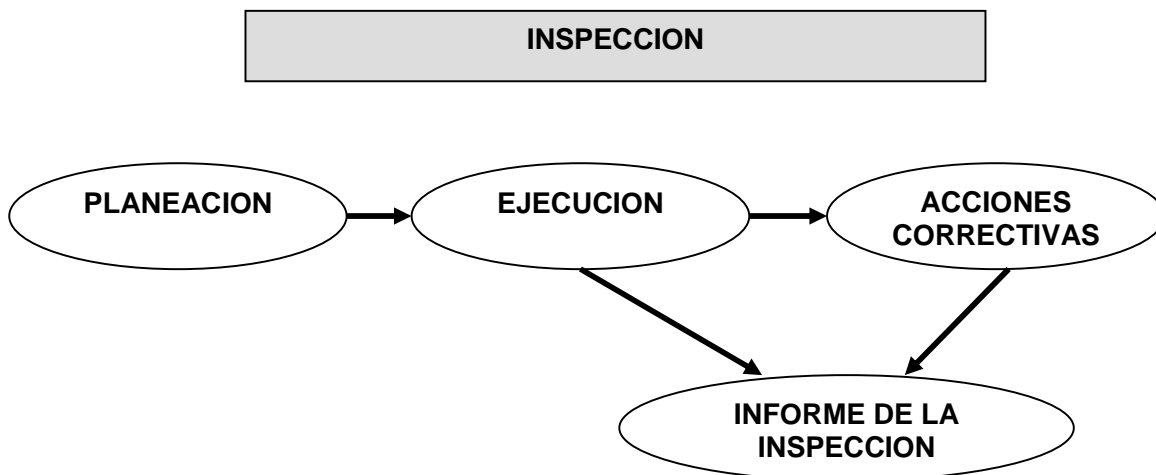 INSPECCION
PLANEACION
EJECUCION
ACCIONES
CORRECTIVAS
INFORME DE LA
INSPECCION